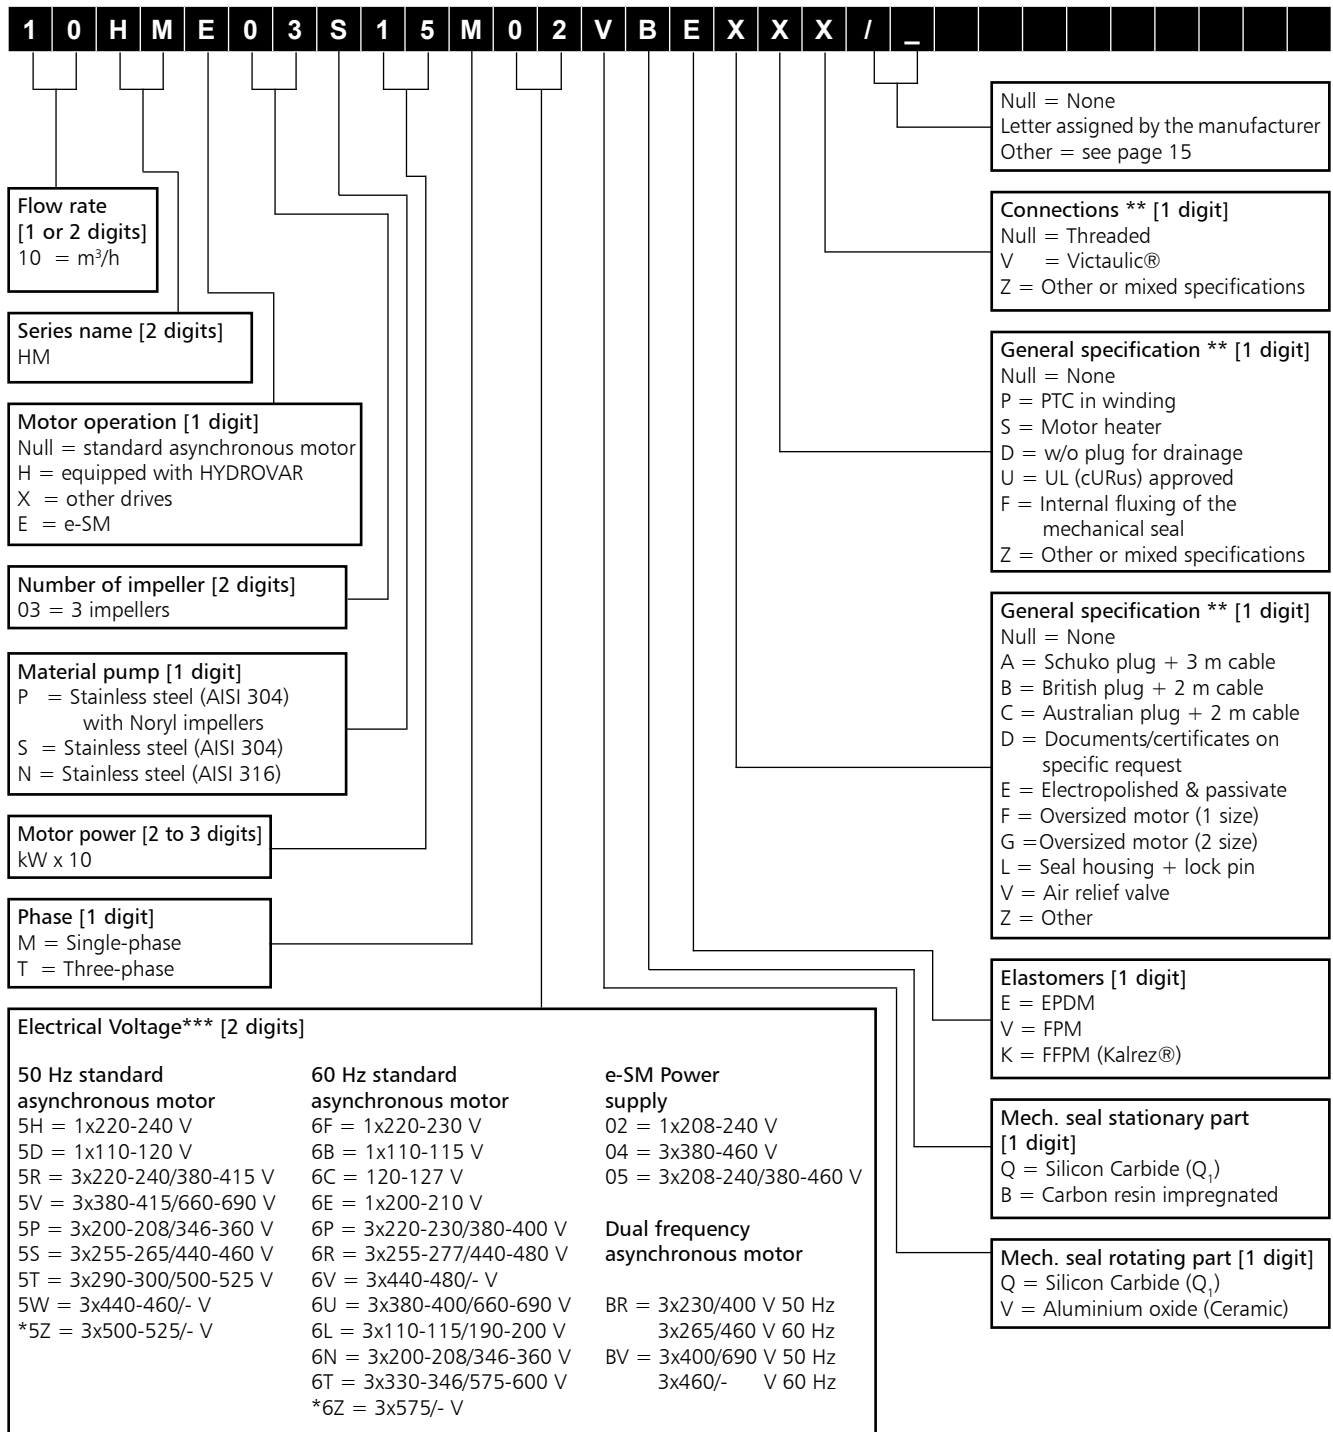 10HME03S15M02VBEXXX/_
Flow rate
[1 or 2 digits]
10 = m³/h
Series name [2 digits]
HM
Motor operation [1 digit]
Null = standard asynchronous motor
H = equipped with HYDROVAR
X = other drives
E = e-SM
Number of impeller [2 digits]
03 = 3 impellers
Material pump [1 digit]
P = Stainless steel (AISI 304)
with Noryl impellers
S = Stainless steel (AISI 304)
N = Stainless steel (AISI 316)
Motor power [2 to 3 digits]
kW x 10
Phase [1 digit]
M = Single-phase
T = Three-phase
Electrical Voltage*** [2 digits]
50 Hz standard
asynchronous motor
5H = 1x220-240 V
5D = 1x110-120 V
5R = 3x220-240/380-415 V
5V = 3x380-415/660-690 V
5P = 3x200-208/346-360 V
5S = 3x255-265/440-460 V
5T = 3x290-300/500-525 V
5W = 3x440-460/- V
*5Z = 3x500-525/- V
60 Hz standard
asynchronous motor
6F = 1x220-230 V
6B = 1x110-115 V
6C = 120-127 V
6E = 1x200-210 V
6P = 3x220-230/380-400 V
6R = 3x255-277/440-480 V
6V = 3x440-480/- V
6U = 3x380-400/660-690 V
6L = 3x110-115/190-200 V
6N = 3x200-208/346-360 V
6T = 3x330-346/575-600 V
*6Z = 3x575/- V
e-SM Power
supply
02 = 1x208-240 V
04 = 3x380-460 V
05 = 3x208-240/380-460 V
Dual frequency
asynchronous motor
BR = 3x230/400 V 50 Hz
3x265/460 V 60 Hz
BV = 3x400/690 V 50 Hz
3x460/- V 60 Hz
Null = None
Letter assigned by the manufacturer
Other = see page 15
Connections ** [1 digit]
Null = Threaded
V = Victaulic®
Z = Other or mixed specifications
General specification ** [1 digit]
Null = None
P = PTC in winding
S = Motor heater
D = w/o plug for drainage
U = UL (cURus) approved
F = Internal fluxing of the
mechanical seal
Z = Other or mixed specifications
General specification ** [1 digit]
Null = None
A = Schuko plug + 3 m cable
B = British plug + 2 m cable
C = Australian plug + 2 m cable
D = Documents/certificates on
specific request
E = Electropolished & passivate
F = Oversized motor (1 size)
G =Oversized motor (2 size)
L = Seal housing + lock pin
V = Air relief valve
Z = Other
Elastomers [1 digit]
E = EPDM
V = FPM
K = FFPM (Kalrez®)
Mech. seal stationary part
[1 digit]
Q = Silicon Carbide (Q₁)
B = Carbon resin impregnated
Mech. seal rotating part [1 digit]
Q = Silicon Carbide (Q₁)
V = Aluminium oxide (Ceramic)